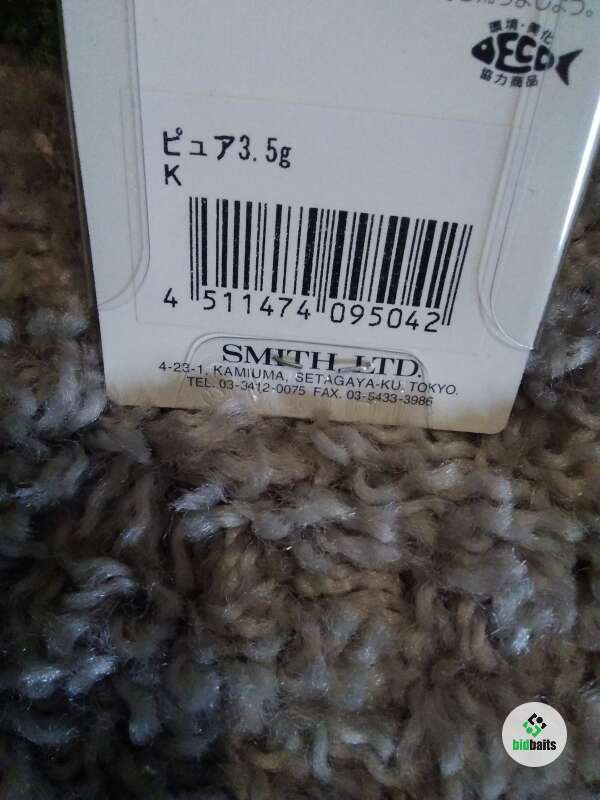 環境・美化
ECO
協力商品
ピュア3.5g
K
4 511474 095042
SMITH LTD.
4-23-1, KAMIUMA, SETAGAYA-KU, TOKYO.
TEL. 03-3412-0075 FAX. 03-5433-3986
bidbaits